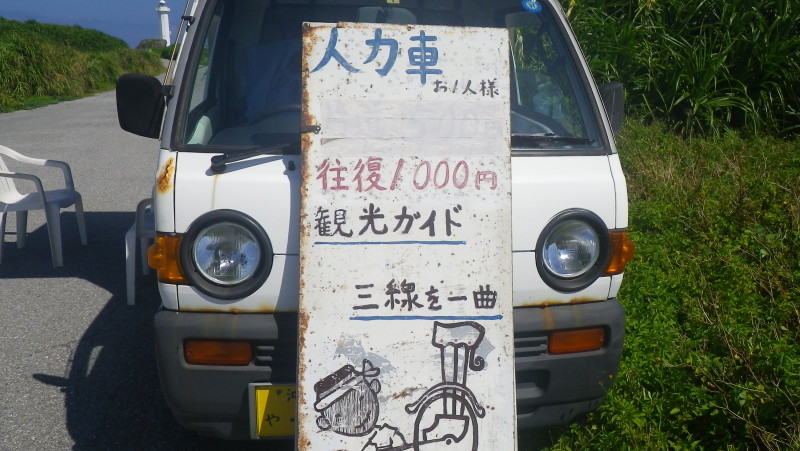 人力車
お1人様
往復1000円
観光ガイド
三線を一曲
や